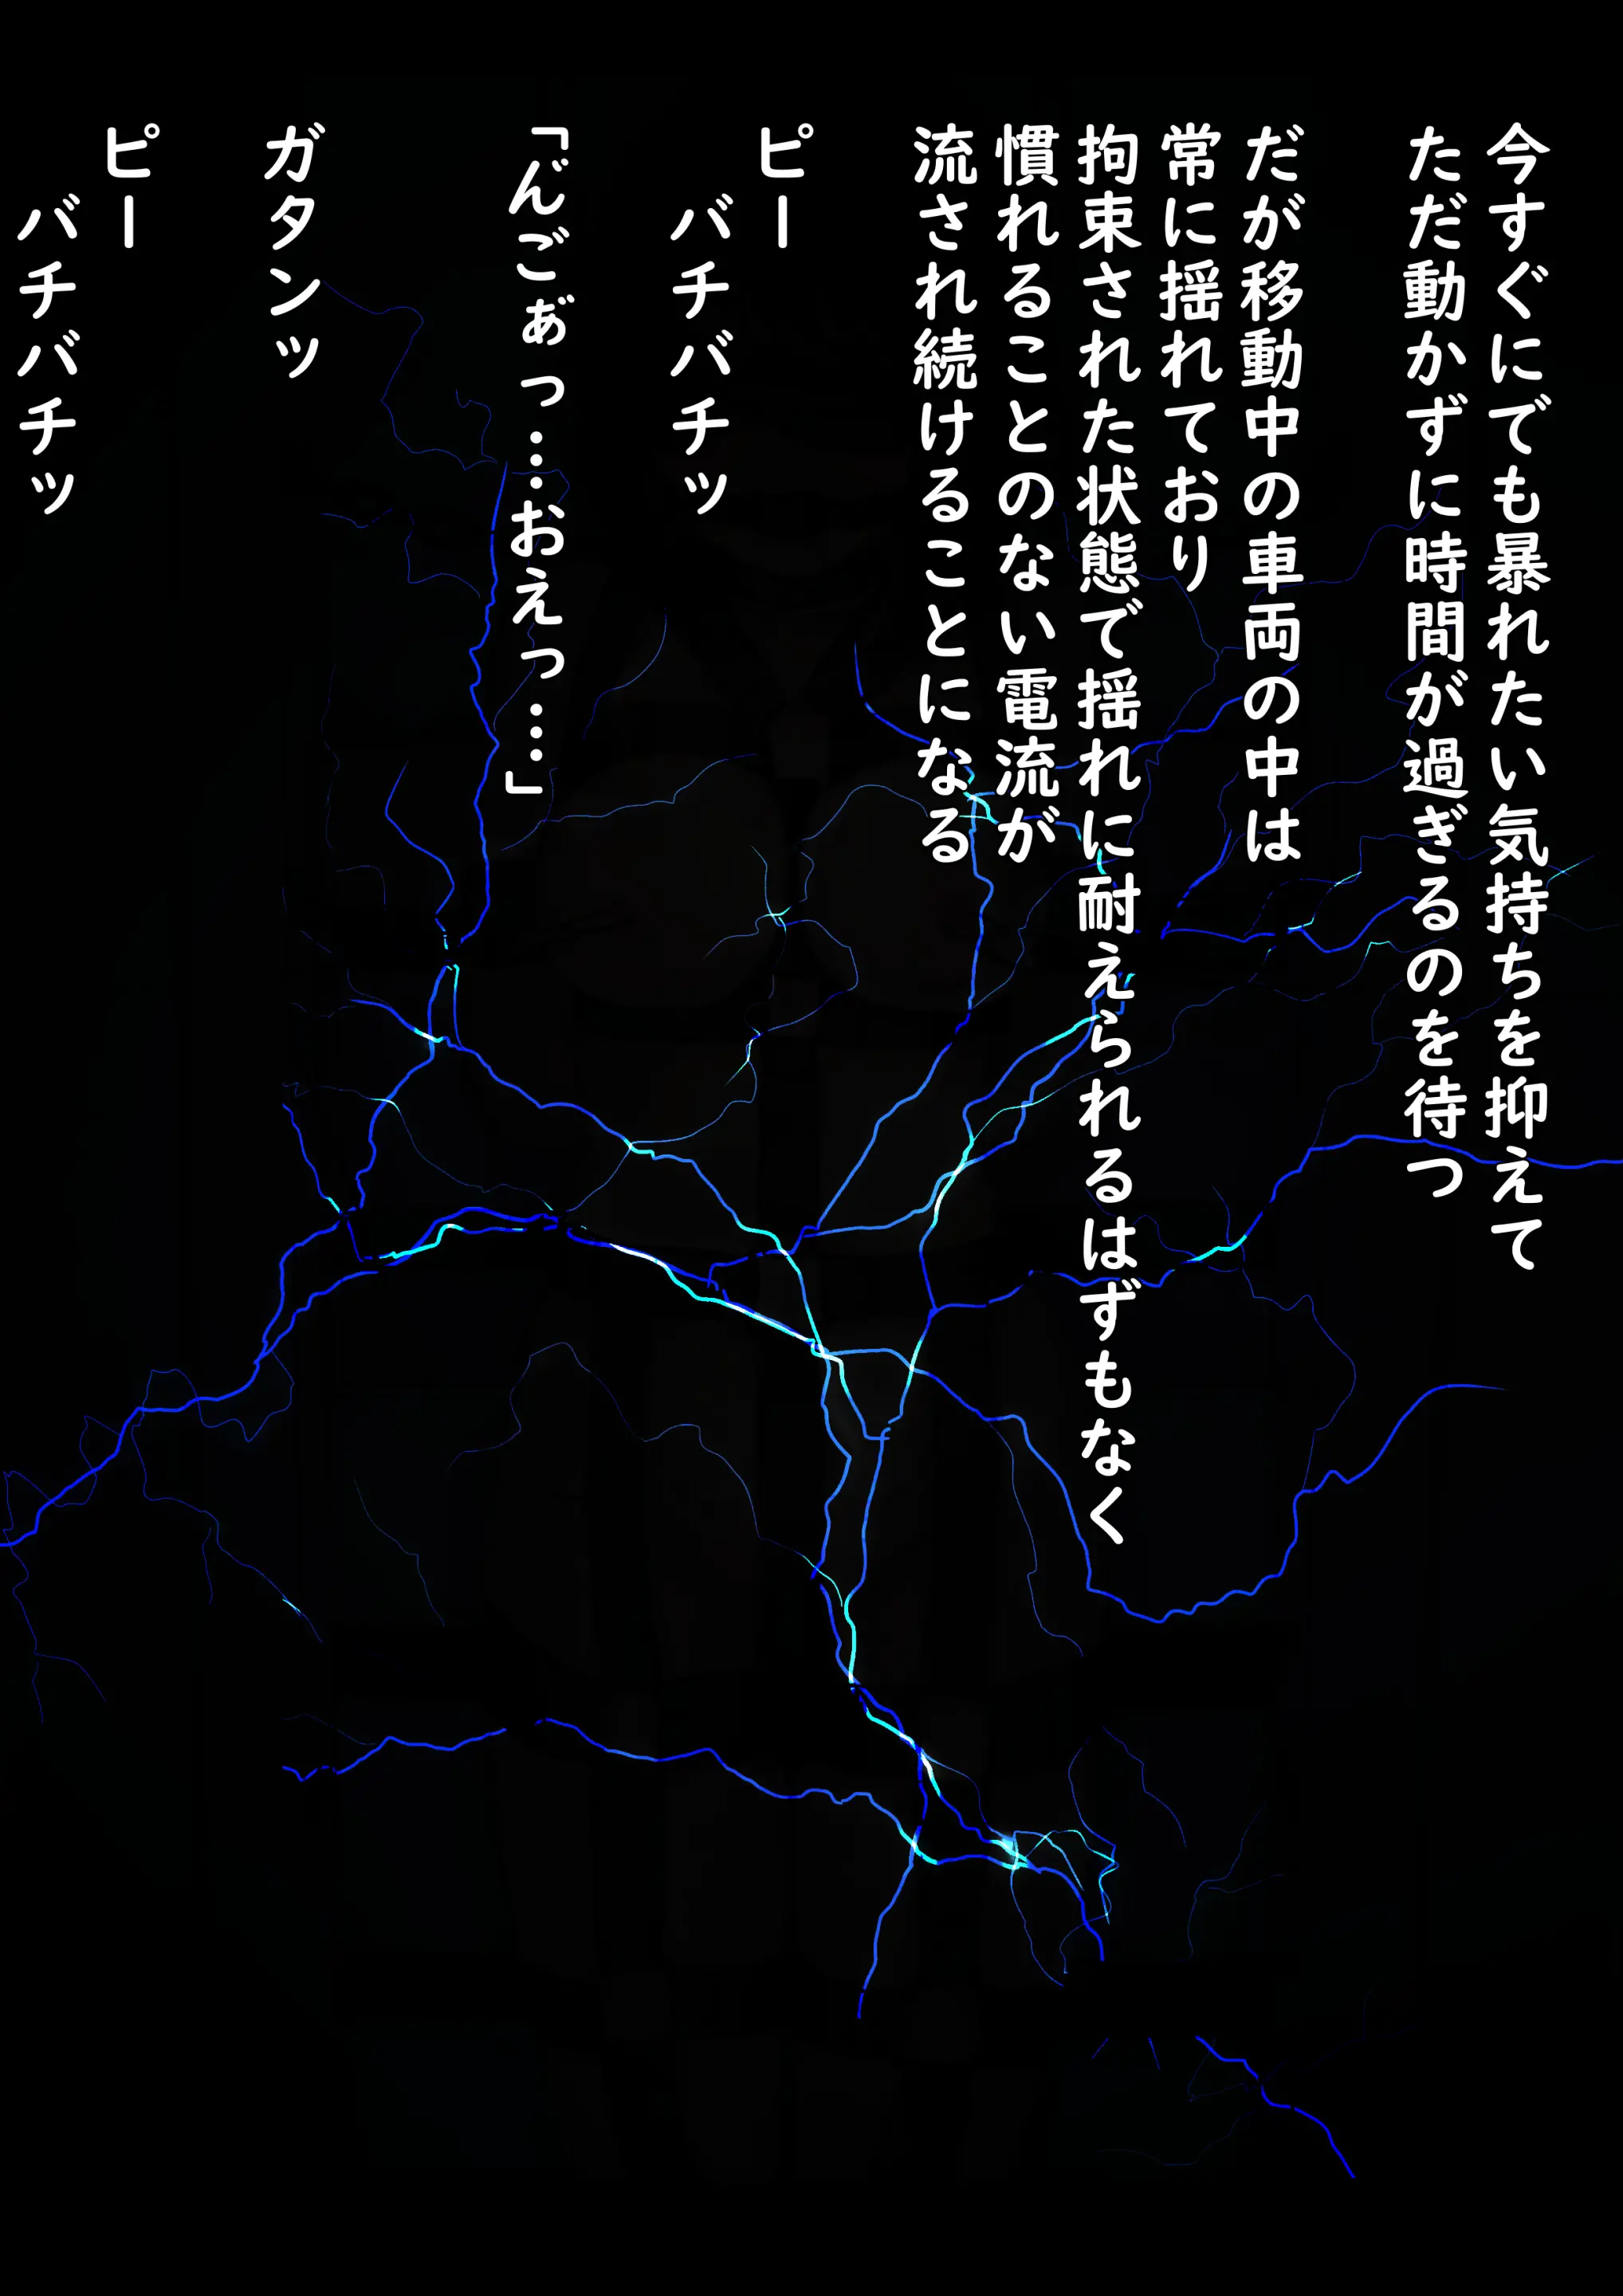 今すぐにでも暴れたい気持ちを抑えて
ただ動かずに時間が過ぎるのを待つ
だが移動中の車両の中は
常に揺れており
拘束された状態で揺れに耐えられるはずもなく
慣れることのない電流が
流され続けることになる
ピー
バチバチッ
「ん゛ごぁ゛っ……おえっ……」
ガタンッ
ピー
バチバチッ